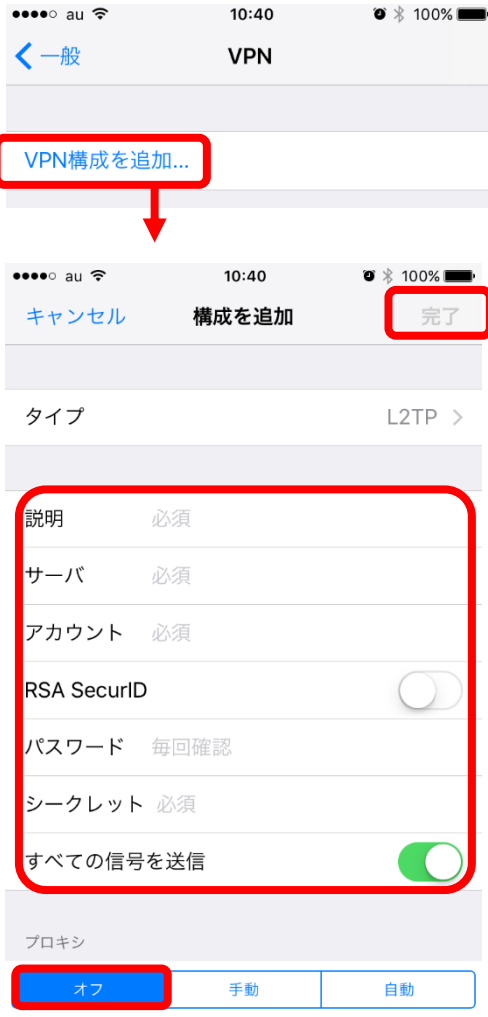 au 10:40 100%
一般 VPN
VPN構成を追加...
au 10:40 100%
キャンセル 構成を追加 完了
タイプ L2TP
説明 必須
サーバ 必須
アカウント 必須
RSA SecurID
パスワード 毎回確認
シークレット 必須
すべての信号を送信
プロキシ
オフ 手動 自動